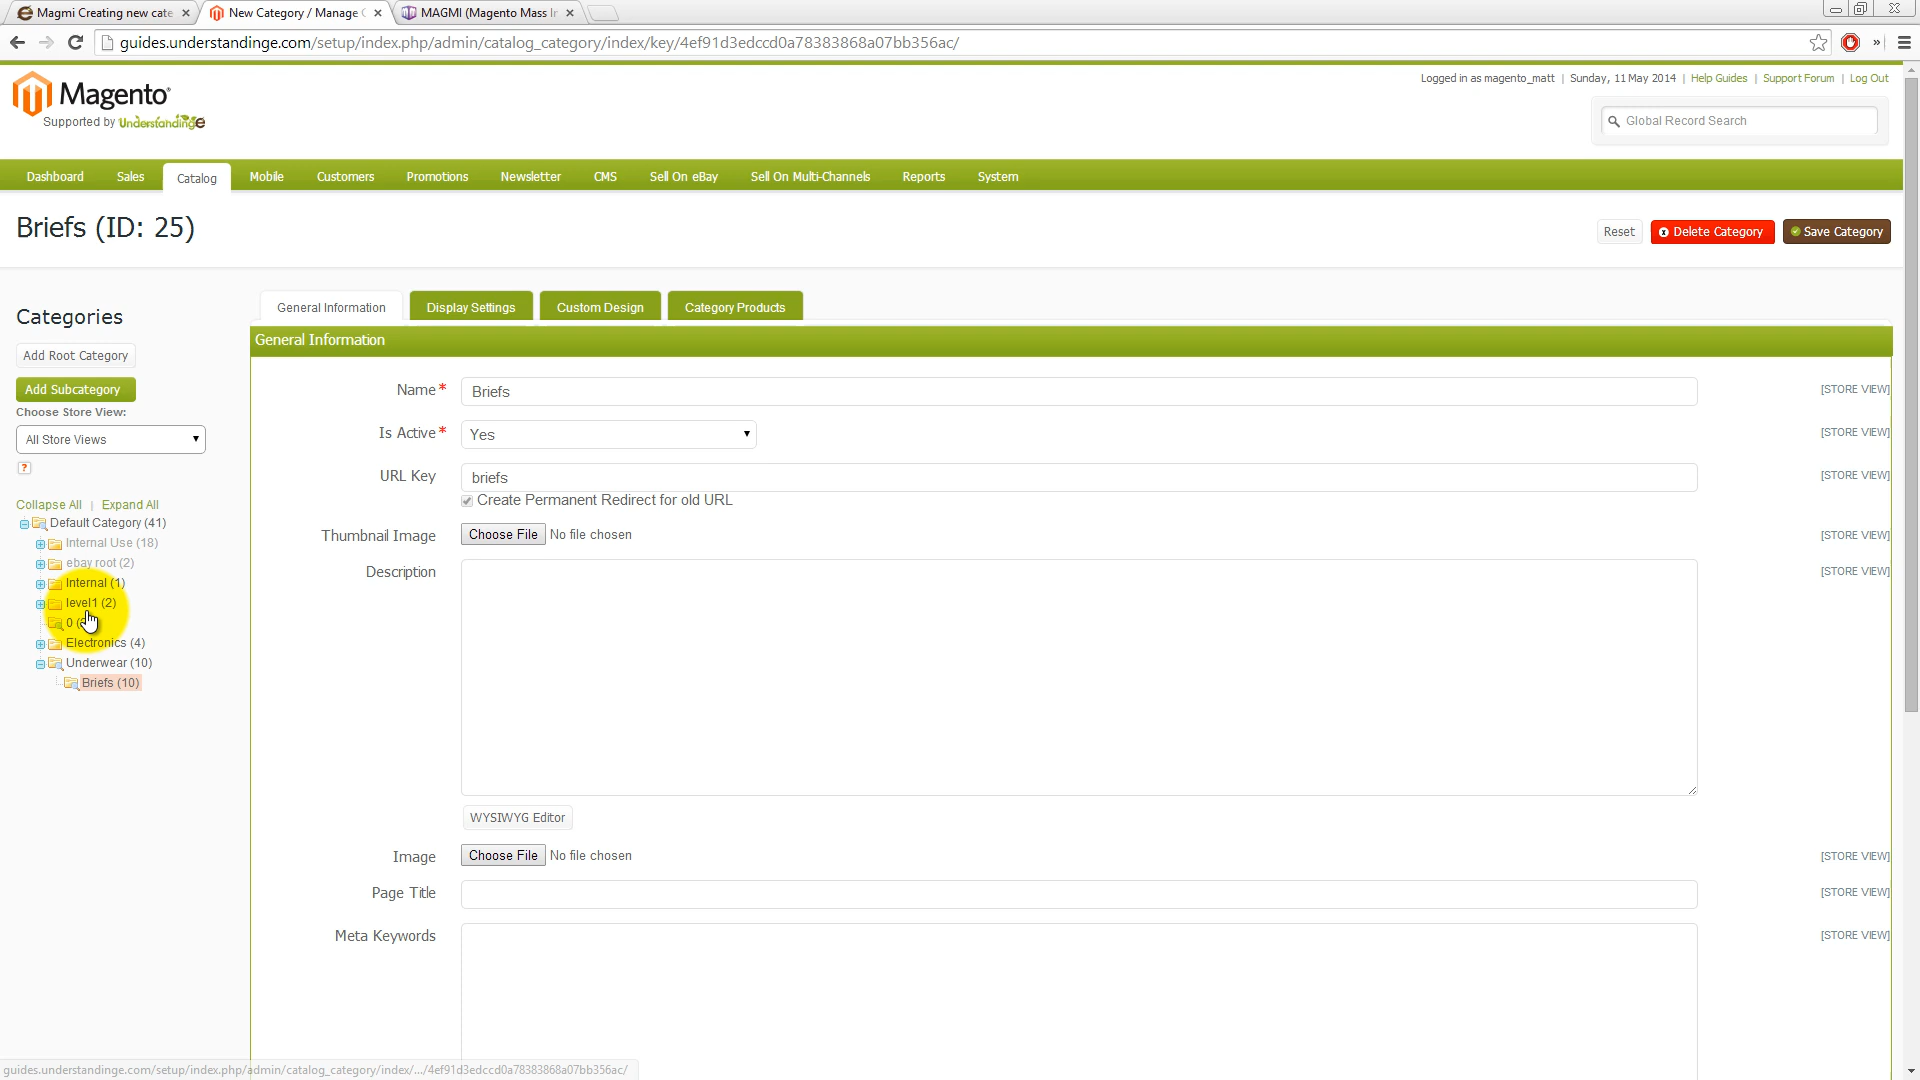 Magmi Creating new cate
New Category / Manage C
MAGMI (Magento Mass Ir
guides.understandinge.com/setup/index.php/admin/catalog_category/index/key/4ef91d3edccd0a78383868a07bb356ac/
Magento
Supported by UnderstandingE
Logged in as magento_matt | Sunday, 11 May 2014 | Help Guides | Support Forum | Log Out
Global Record Search
Dashboard Sales Catalog Mobile Customers Promotions Newsletter CMS Sell On eBay Sell On Multi-Channels Reports System
Briefs (ID: 25)
Reset Delete Category Save Category
Categories
Add Root Category
Add Subcategory
Choose Store View:
All Store Views
?
Collapse All | Expand All
Default Category (41)
Internal Use (18)
ebay root (2)
Internal (1)
level1 (2)
0 (
Electronics (4)
Underwear (10)
Briefs (10)
General Information Display Settings Custom Design Category Products
General Information
Name * Briefs [STORE VIEW]
Is Active * Yes [STORE VIEW]
URL Key briefs [STORE VIEW]
Create Permanent Redirect for old URL
Thumbnail Image Choose File No file chosen [STORE VIEW]
Description [STORE VIEW]
WYSIWYG Editor
Image Choose File No file chosen [STORE VIEW]
Page Title [STORE VIEW]
Meta Keywords [STORE VIEW]
guides.understandinge.com/setup/index.php/admin/catalog_category/index/.../4ef91d3edccd0a78383868a07bb356ac/